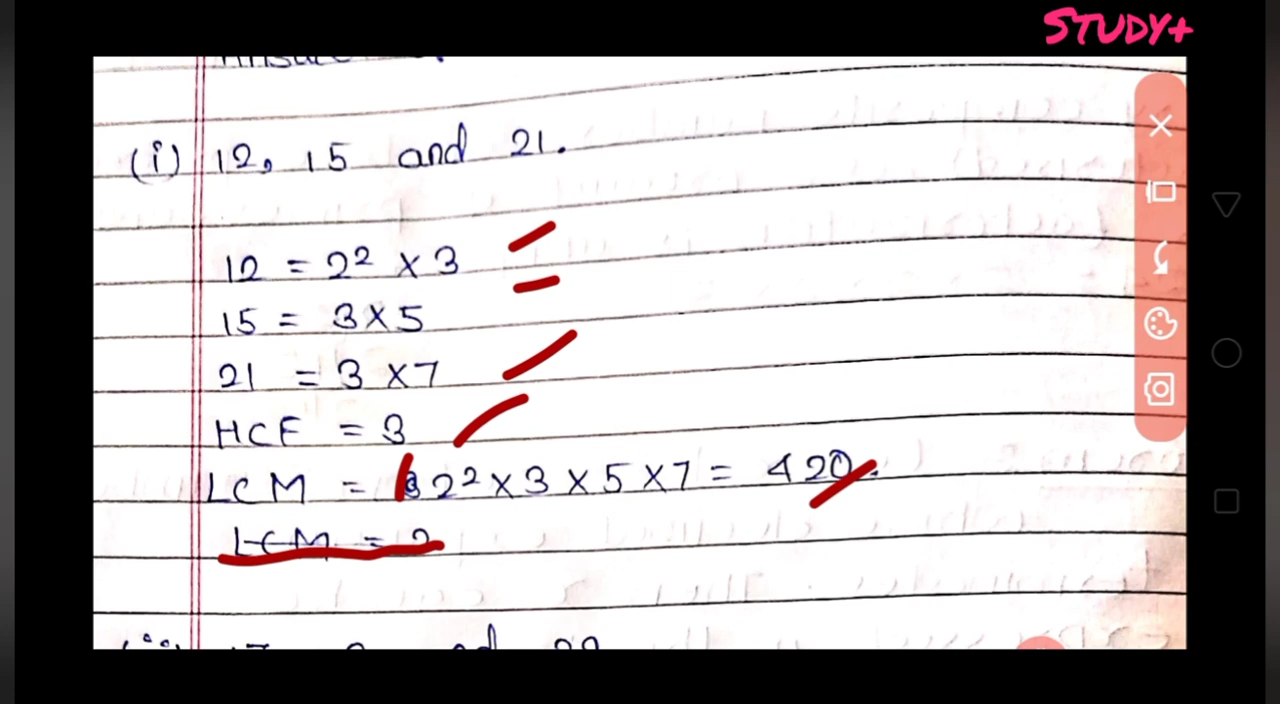 STUDY+
(i) 12, 15 and 21.
12 = 2² × 3
15 = 3×5
21 = 3×7
HCF = 3
LCM = 2²×3×5×7 = 420.
LCM = 2